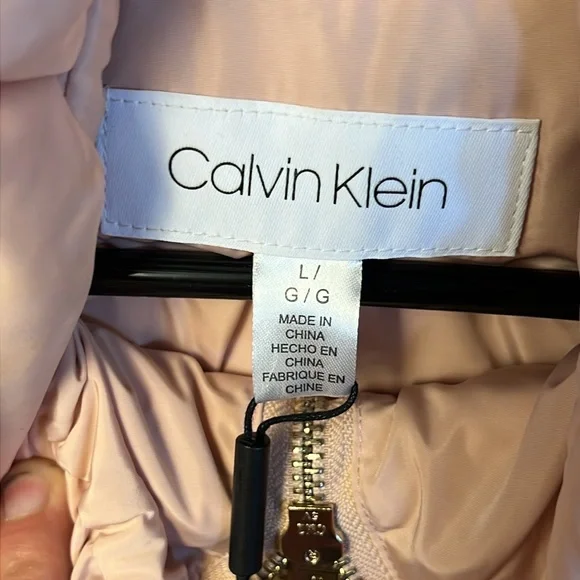 Calvin Klein
L/
G/G
MADE IN
CHINA
HECHO EN
CHINA
FABRIQUE EN
CHINE